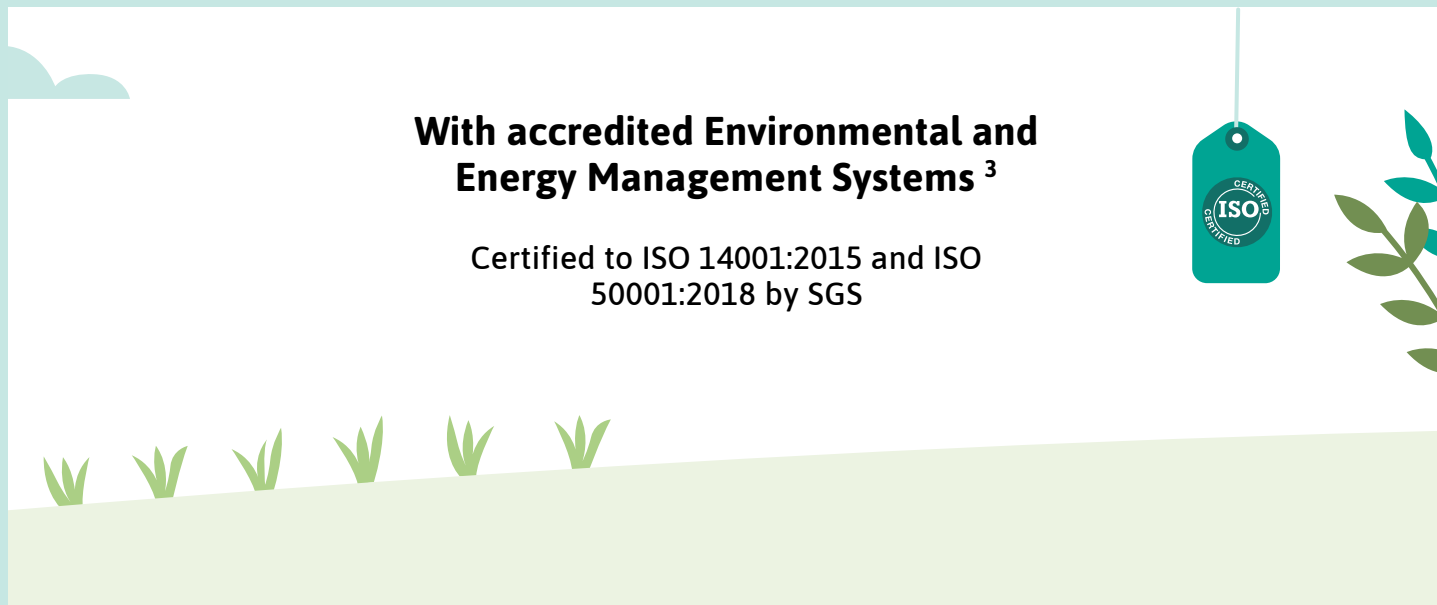 With accredited Environmental and
Energy Management Systems 3
Certified to ISO 14001:2015 and ISO
50001:2018 by SGS
CERTIFIED
ISO
CERTIFIED